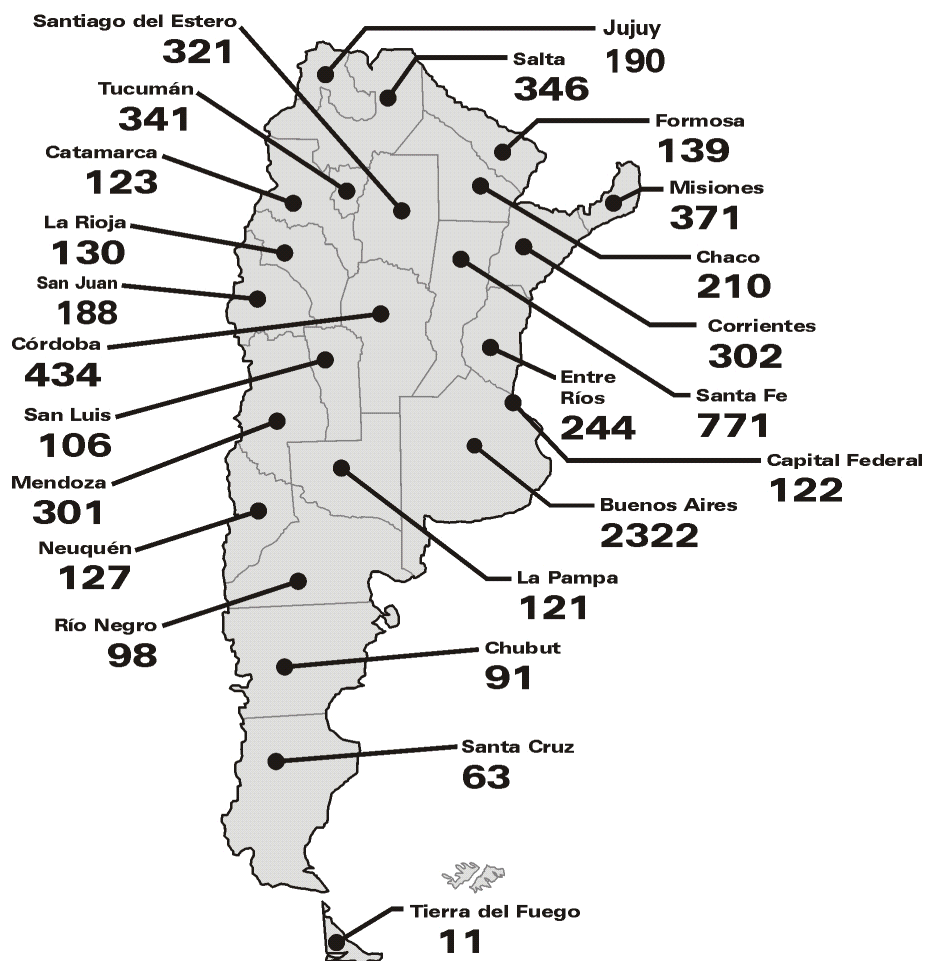 Santiago del Estero
321
Jujuy
190
Salta
346
Tucumán
341
Formosa
139
Catamarca
123
Misiones
371
La Rioja
130
Chaco
210
San Juan
188
Corrientes
302
Córdoba
434
Entre
Ríos
244
Santa Fe
771
San Luis
106
Capital Federal
122
Mendoza
301
Buenos Aires
2322
Neuquén
127
La Pampa
121
Río Negro
98
Chubut
91
Santa Cruz
63
Tierra del Fuego
11